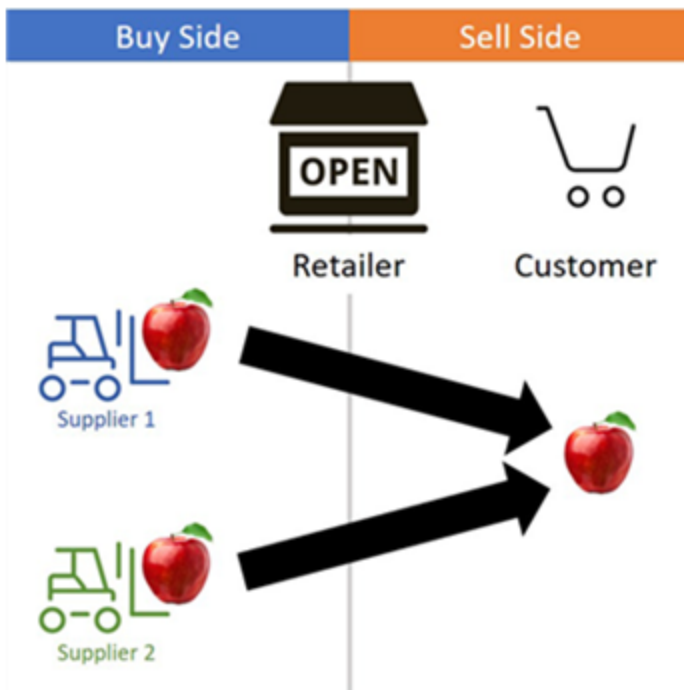 Buy Side
Sell Side
OPEN
Retailer
Customer
Supplier 1
Supplier 2